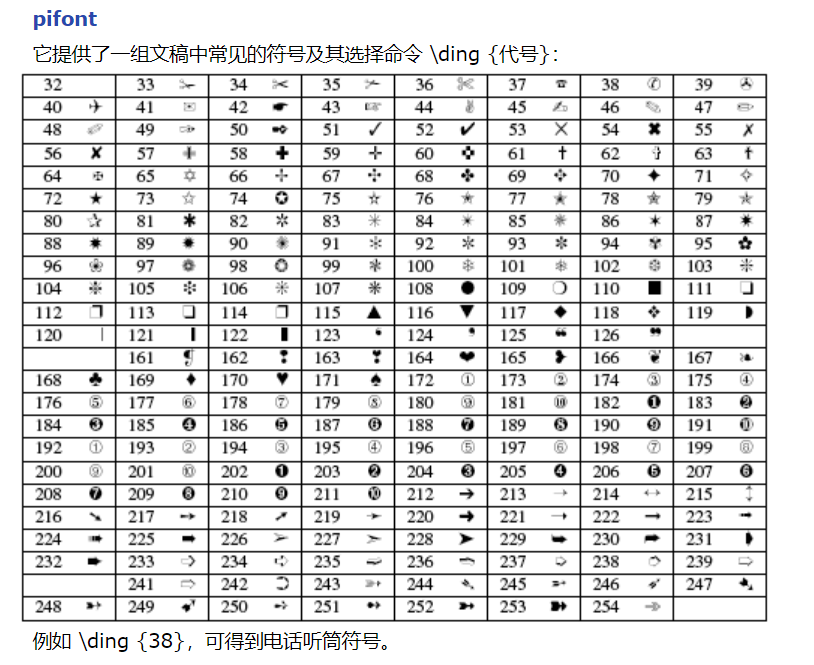 pifont
它提供了一组文稿中常见的符号及其选择命令 \ding {代号}：
32 33 ✁ 34 ✂ 35 ✃ 36 ✄ 37 ☎ 38 ✆ 39 ✇
40 ✈ 41 ✉ 42 ☛ 43 ☞ 44 ✌ 45 ✍ 46 ✎ 47 ✏
48 ✐ 49 ✑ 50 ✒ 51 ✓ 52 ✔ 53 ✕ 54 ✖ 55 ✗
56 ✘ 57 ✙ 58 ✚ 59 ✛ 60 ✜ 61 ✝ 62 ✞ 63 ✟
64 ✠ 65 ✡ 66 ✢ 67 ✣ 68 ✤ 69 ✥ 70 ✦ 71 ✧
72 ★ 73 ✩ 74 ✪ 75 ✫ 76 ✬ 77 ✭ 78 ✮ 79 ✯
80 ✰ 81 ✱ 82 ✲ 83 ✳ 84 ✴ 85 ✵ 86 ✶ 87 ✷
88 ✸ 89 ✹ 90 ✺ 91 ✻ 92 ✼ 93 ✽ 94 ✾ 95 ✿
96 ❀ 97 ❁ 98 ❂ 99 ❃ 100 ❄ 101 ❅ 102 ❆ 103 ❇
104 ❈ 105 ❉ 106 ❊ 107 ❋ 108 ● 109 ❍ 110 ■ 111 ❏
112 ❐ 113 ❑ 114 ❒ 115 ▲ 116 ▼ 117 ◆ 118 ❖ 119 ◗
120 ❘ 121 ❙ 122 ❚ 123 ❛ 124 ❜ 125 ❝ 126 ❞
161 ❡ 162 ❢ 163 ❣ 164 ❤ 165 ❥ 166 ❦ 167 ❧
168 ♣ 169 ♦ 170 ♥ 171 ♠ 172 ① 173 ② 174 ③ 175 ④
176 ⑤ 177 ⑥ 178 ⑦ 179 ⑧ 180 ⑨ 181 ⑩ 182 ❶ 183 ❷
184 ❸ 185 ❹ 186 ❺ 187 ❻ 188 ❼ 189 ❽ 190 ❾ 191 ❿
192 ➀ 193 ➁ 194 ➂ 195 ➃ 196 ➄ 197 ➅ 198 ➆ 199 ➇
200 ➈ 201 ➉ 202 ➊ 203 ➋ 204 ➌ 205 ➍ 206 ➎ 207 ➏
208 ➐ 209 ➑ 210 ➒ 211 ➓ 212 ➔ 213 → 214 ↔ 215 ↕
216 ➘ 217 ➙ 218 ➚ 219 ➛ 220 ➜ 221 ➝ 222 ➞ 223 ➟
224 ➠ 225 ➡ 226 ➢ 227 ➣ 228 ➤ 229 ➥ 230 ➦ 231 ➧
232 ➨ 233 ➩ 234 ➪ 235 ➫ 236 ➬ 237 ➭ 238 ➮ 239 ➯
241 ➱ 242 ➲ 243 ➳ 244 ➴ 245 ➵ 246 ➶ 247 ➷
248 ➸ 249 ➹ 250 ➺ 251 ➻ 252 ➼ 253 ➽ 254 ➾
例如 \ding {38}，可得到电话听筒符号。